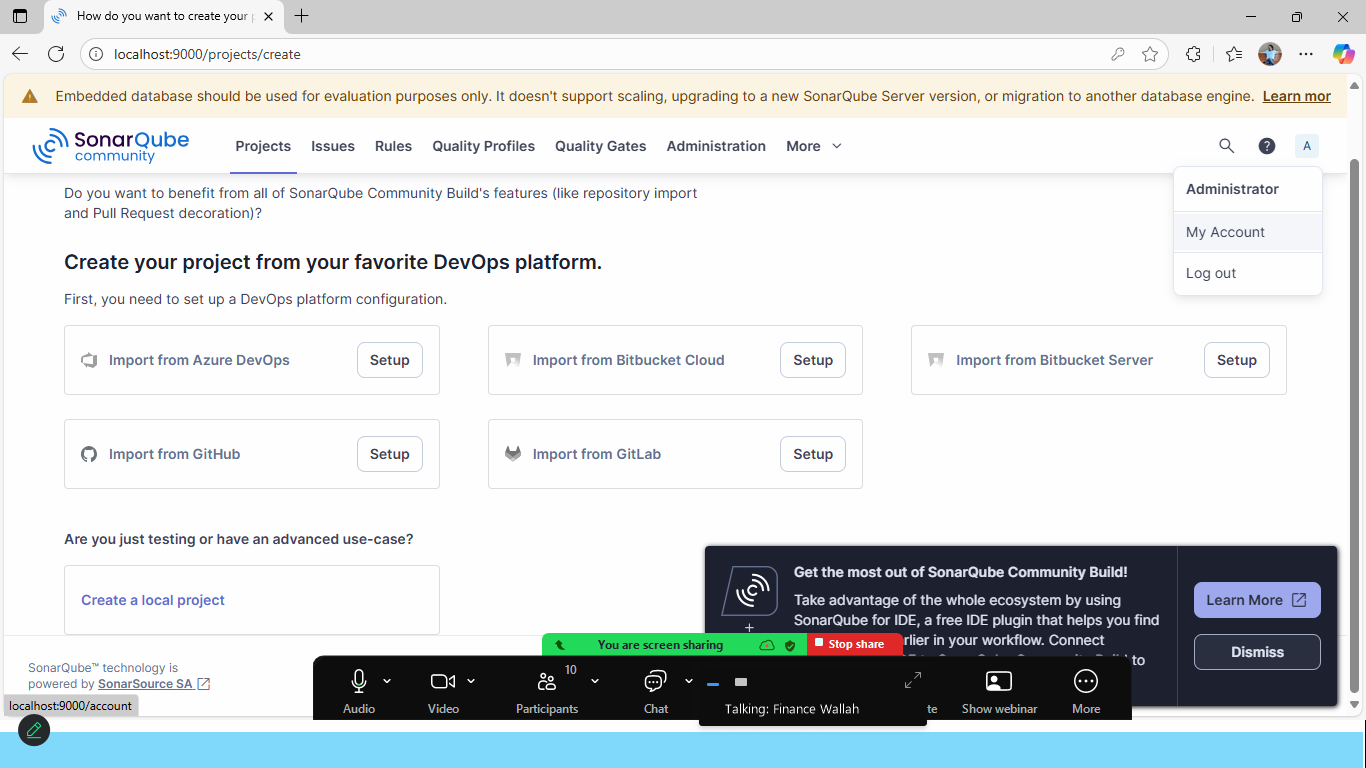 How do you want to create your p
localhost:9000/projects/create
Embedded database should be used for evaluation purposes only. It doesn't support scaling, upgrading to a new SonarQube Server version, or migration to another database engine. Learn mor
SonarQube
community
Projects Issues Rules Quality Profiles Quality Gates Administration More
A
Administrator
My Account
Log out
Do you want to benefit from all of SonarQube Community Build's features (like repository import
and Pull Request decoration)?
Create your project from your favorite DevOps platform.
First, you need to set up a DevOps platform configuration.
Import from Azure DevOps Setup
Import from Bitbucket Cloud Setup
Import from Bitbucket Server Setup
Import from GitHub Setup
Import from GitLab Setup
Are you just testing or have an advanced use-case?
Create a local project
Get the most out of SonarQube Community Build!
Take advantage of the whole ecosystem by using
SonarQube for IDE, a free IDE plugin that helps you find
rlier in your workflow. Connect
to
Learn More
Dismiss
You are screen sharing Stop share
SonarQube™ technology is
powered by SonarSource SA
localhost:9000/account
10
Audio Video Participants Chat
Talking: Finance Wallah
te
Show webinar
More